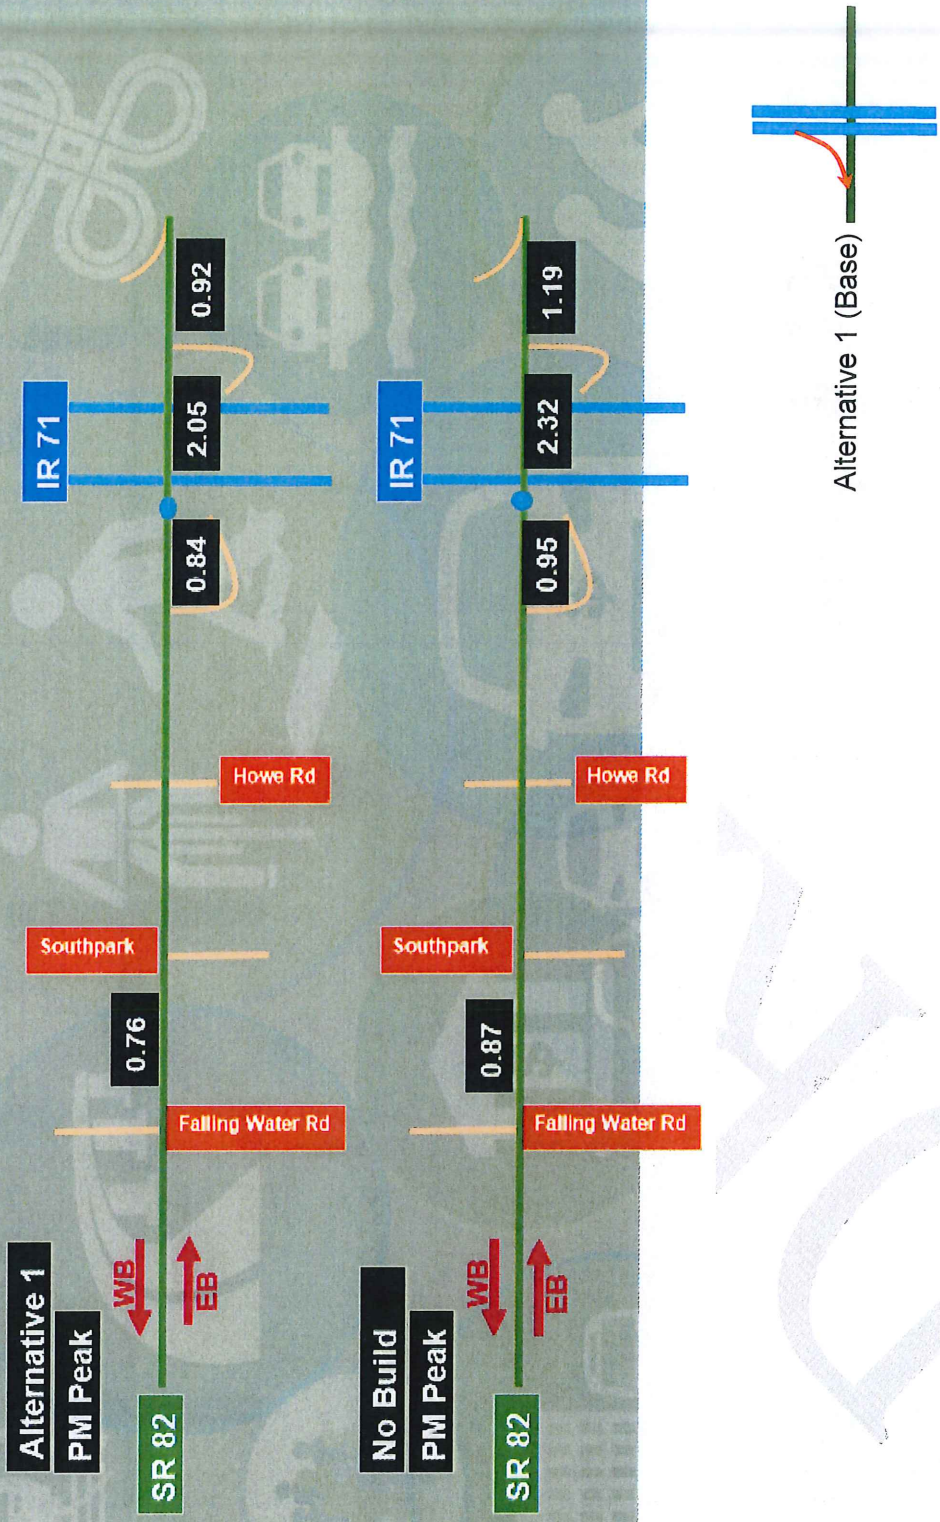 Alternative 1
PM Peak
WB
EB
SR 82
0.76
Southpark
Falling Water Rd
Howe Rd
0.84
IR 71
2.05
0.92
No Build
PM Peak
WB
EB
SR 82
0.87
Southpark
Falling Water Rd
Howe Rd
0.95
IR 71
2.32
1.19
Alternative 1 (Base)